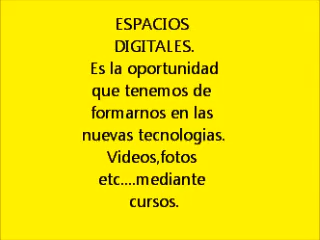 ESPACIOS
DIGITALES.
Es la oportunidad
que tenemos de
formarnos en las
nuevas tecnologias.
Videos,fotos
etc....mediante
cursos.